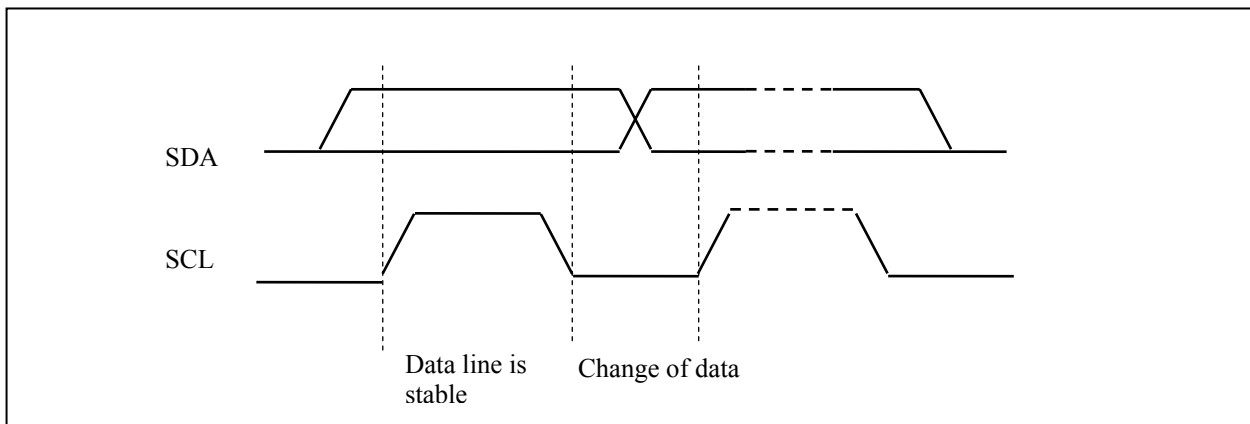 SDA
SCL
Data line is
stable
Change of data